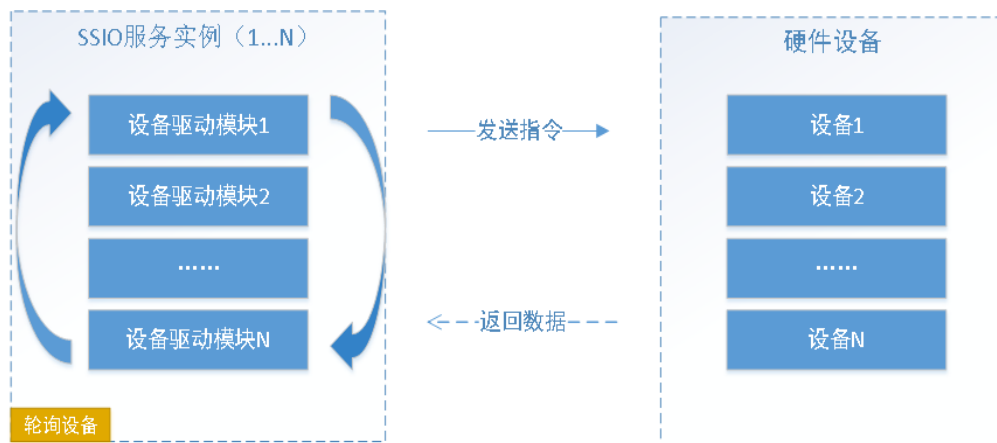 SSIO服务实例（1...N）
设备驱动模块1
设备驱动模块2
......
设备驱动模块N
轮询设备
发送指令
返回数据
硬件设备
设备1
设备2
......
设备N